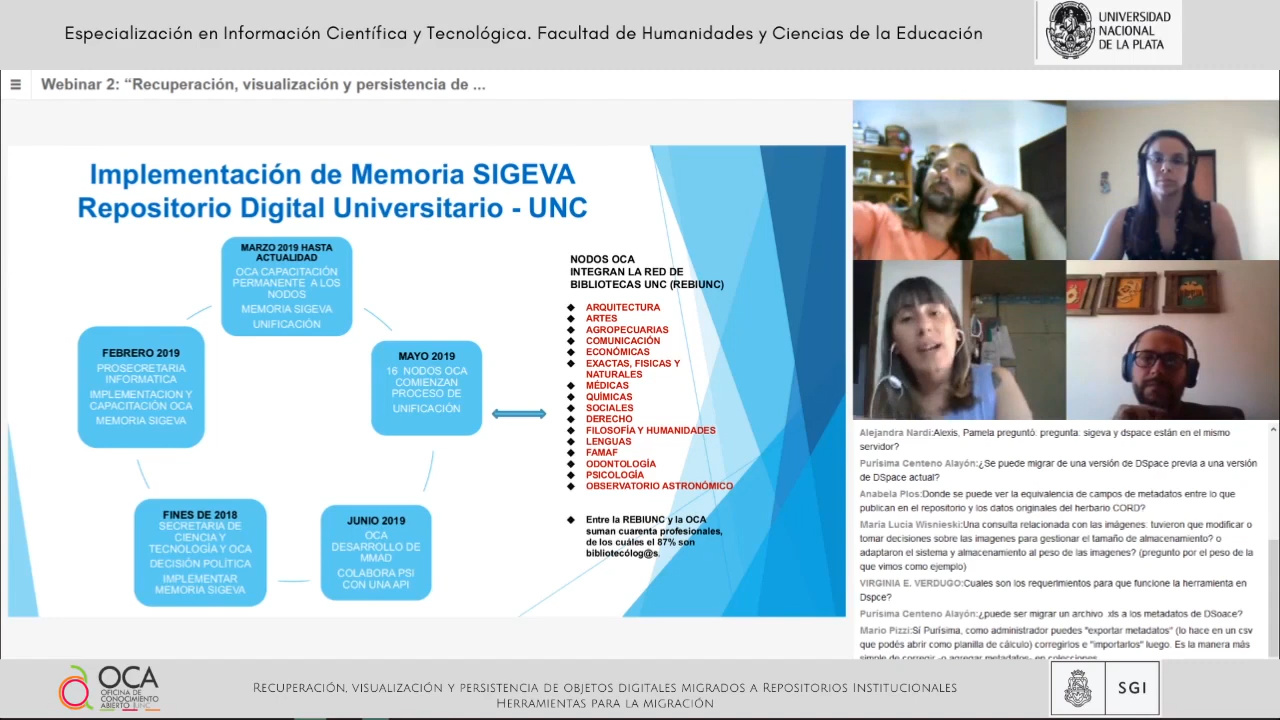 Especialización en Información Científica y Tecnológica. Facultad de Humanidades y Ciencias de la Educación
UNIVERSIDAD
NACIONAL
DE LA PLATA
Webinar 2: “Recuperación, visualización y persistencia de ...
Implementación de Memoria SIGEVA
Repositorio Digital Universitario - UNC
MARZO 2019 HASTA
ACTUALIDAD
OCA CAPACITACIÓN
PERMANENTE A LOS
NODOS
MEMORIA SIGEVA
UNIFICACIÓN
FEBRERO 2019
PROSECRETARIA
INFORMATICA
IMPLEMENTACION Y
CAPACITACIÓN OCA
MEMORIA SIGEVA
MAYO 2019
16 NODOS OCA
COMIENZAN
PROCESO DE
UNIFICACIÓN
FINES DE 2018
SECRETARIA DE
CIENCIA Y
TECNOLOGÍA Y OCA
DECISIÓN POLÍTICA
IMPLEMENTAR
MEMORIA SIGEVA
JUNIO 2019
OCA
DESARROLLO DE
MMAD
COLABORA PSI
CON UNA API
NODOS OCA
INTEGRAN LA RED DE
BIBLIOTECAS UNC (REBIUNC)
◆ ARQUITECTURA
◆ ARTES
◆ AGROPECUARIAS
◆ COMUNICACIÓN
◆ ECONÓMICAS
◆ EXACTAS, FISICAS Y
NATURALES
◆ MÉDICAS
◆ QUÍMICAS
◆ SOCIALES
◆ DERECHO
◆ FILOSOFÍA Y HUMANIDADES
◆ LENGUAS
◆ FAMAF
◆ ODONTOLOGÍA
◆ PSICOLOGÍA
◆ OBSERVATORIO ASTRONÓMICO
◆ Entre la REBIUNC y la OCA
suman cuarenta profesionales,
de los cuáles el 87% son
bibliotecólog@s.
Alejandra Nardi:Alexis, Pamela preguntó: pregunta: sigeva y dspace están en el mismo
servidor?
Purísima Centeno Alayón:¿Se puede migrar de una versión de DSpace previa a una versión
de DSpace actual?
Anabela Plos:Donde se puede ver la equivalencia de campos de metadatos entre lo que
publican en el repositorio y los datos originales del herbario CORD?
Maria Lucia Wisnieski:Una consulta relacionada con las imágenes. tuvieron que modificar o
tomar decisiones sobre las imagenes para gestionar el tamaño de almacenamiento? o
adaptaron el sistema y almacenamiento al peso de las imagenes? (pregunto por el peso de la
que vimos como ejemplo)
VIRGINIA E. VERDUGO:Cuales son los requerimientos para que funcione la herramienta en
Dspce?
Purísima Centeno Alayón:¿puede ser migrar un archivo .xls a los metadatos de DSoace?
Mario Pizzi:Sí Purísima, como administrador puedes "exportar metadatos" (lo hace en un csv
que podés abrir como planilla de cálculo) corregirlos e "importarlos" luego. Es la manera más
simple de corregir -o agregar metadatos- en colecciones
OCA
OFICINA DE
CONOCIMIENTO
ABIERTO UNC
RECUPERACIÓN, VISUALIZACIÓN Y PERSISTENCIA DE OBJETOS DIGITALES MIGRADOS A REPOSITORIOS INSTITUCIONALES
HERRAMIENTAS PARA LA MIGRACIÓN
SGI